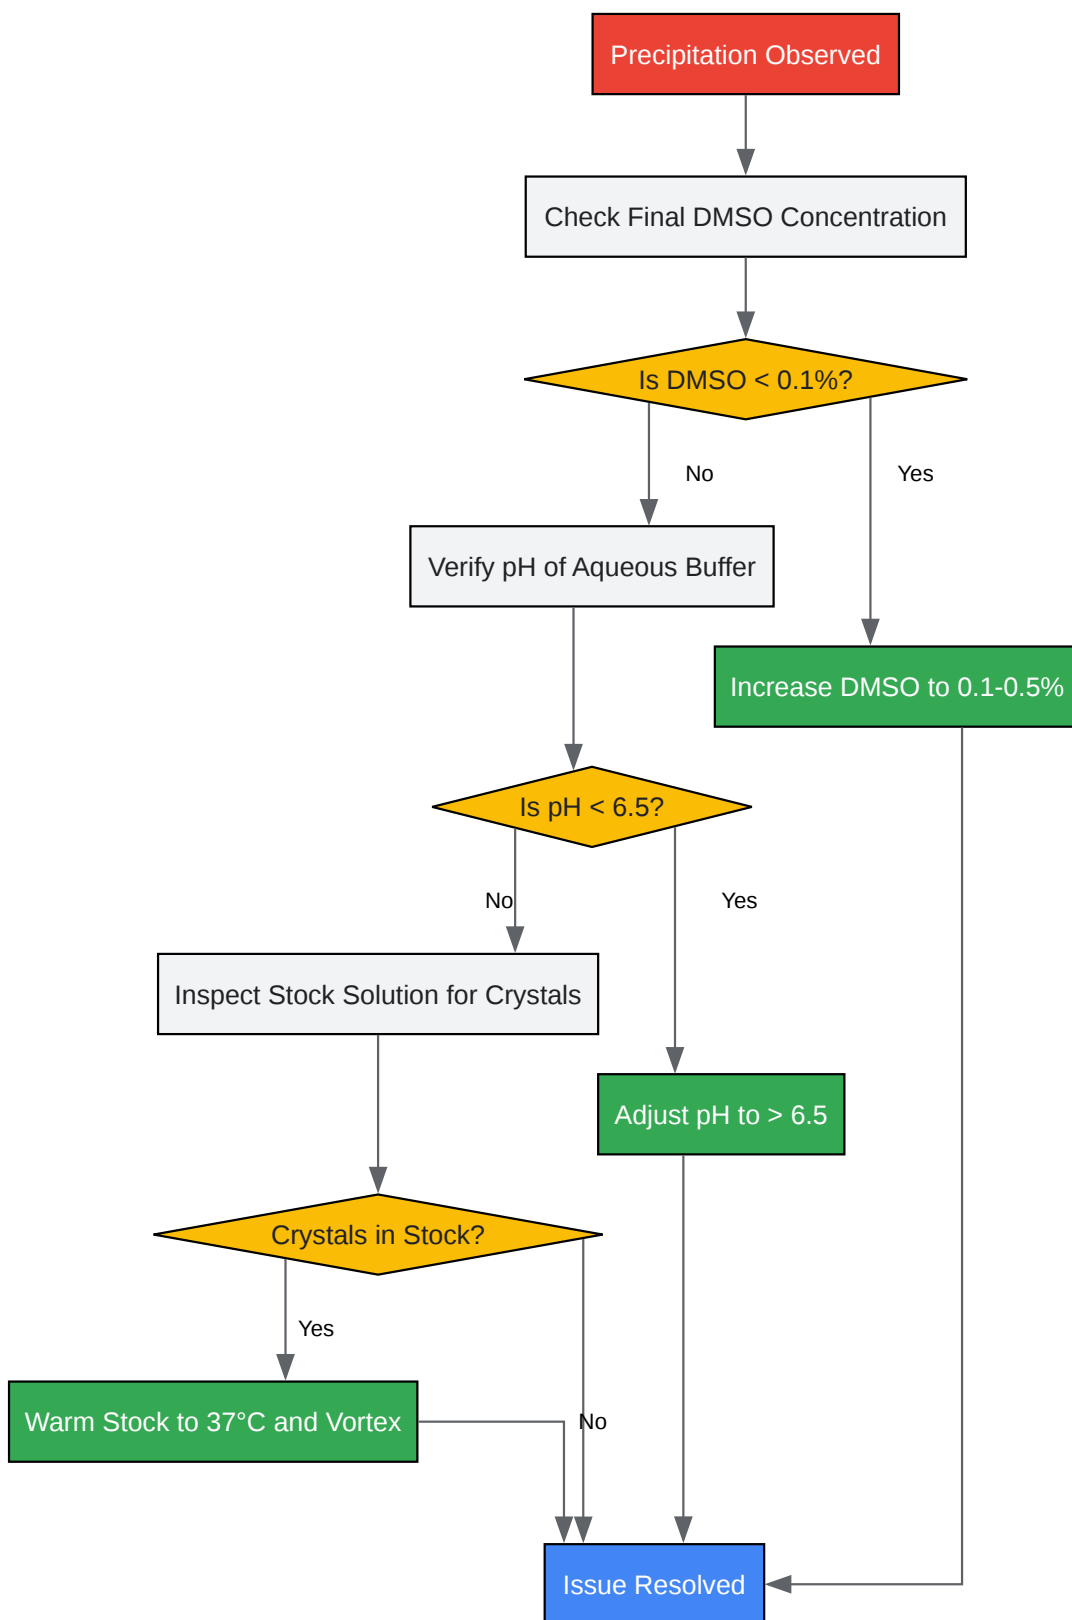 Precipitation Observed
Check Final DMSO Concentration
Is DMSO < 0.1%?
No
Yes
Verify pH of Aqueous Buffer
Increase DMSO to 0.1-0.5%
Is pH < 6.5?
No
Yes
Inspect Stock Solution for Crystals
Adjust pH to > 6.5
Crystals in Stock?
Yes
Warm Stock to 37°C and Vortex
No
Issue Resolved